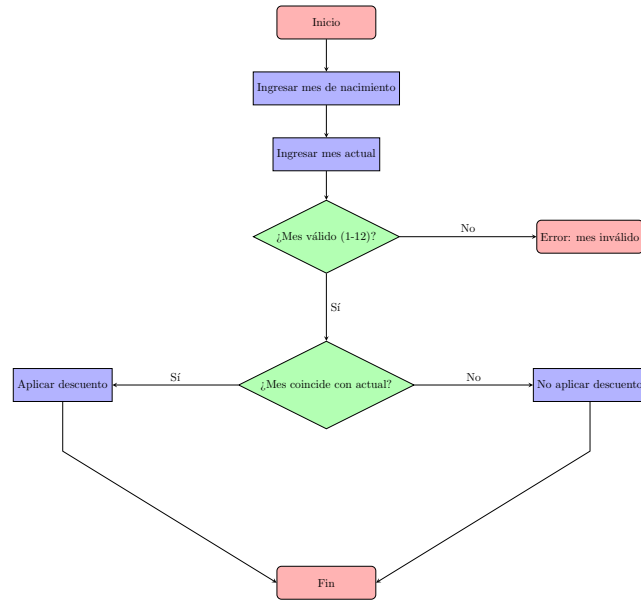 Inicio
Ingresar mes de nacimiento
Ingresar mes actual
¿Mes válido (1-12)?
No
Error: mes inválido
Sí
Aplicar descuento
Sí
¿Mes coincide con actual?
No
No aplicar descuento
Fin